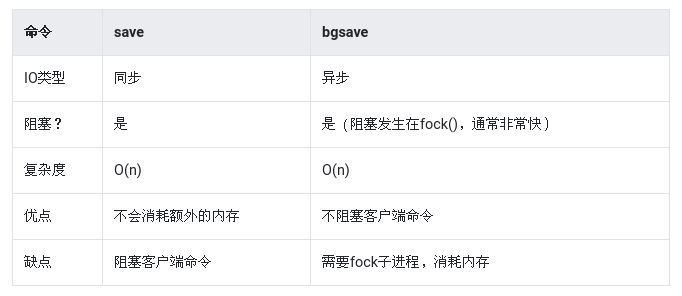 命令 save bgsave
IO类型 同步 异步
阻塞？ 是 是（阻塞发生在fock()，通常非常快）
复杂度 O(n) O(n)
优点 不会消耗额外的内存 不阻塞客户端命令
缺点 阻塞客户端命令 需要fock子进程，消耗内存